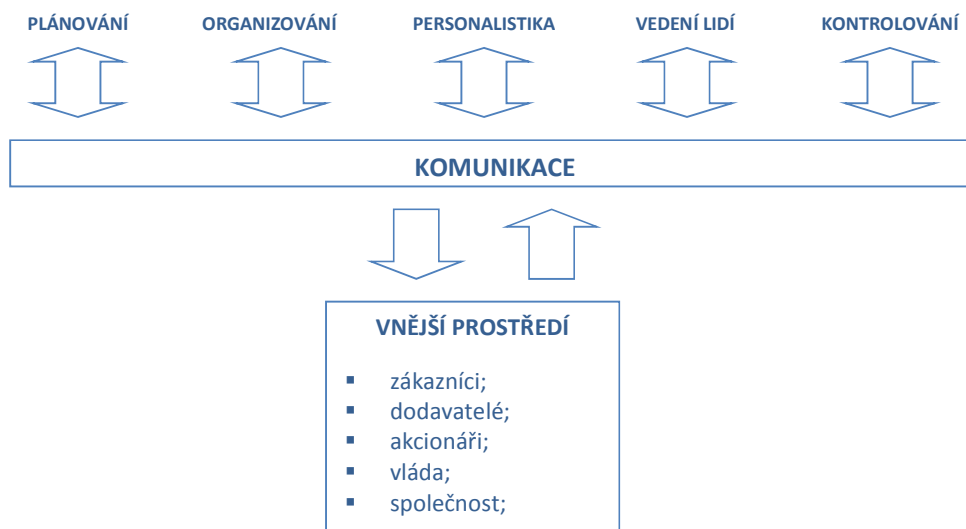 PLÁNOVÁNÍ ORGANIZOVÁNÍ PERSONALISTIKA VEDENÍ LIDÍ KONTROLOVÁNÍ
KOMUNIKACE
VNĚJŠÍ PROSTŘEDÍ
▪ zákazníci;
▪ dodavatelé;
▪ akcionáři;
▪ vláda;
▪ společnost;